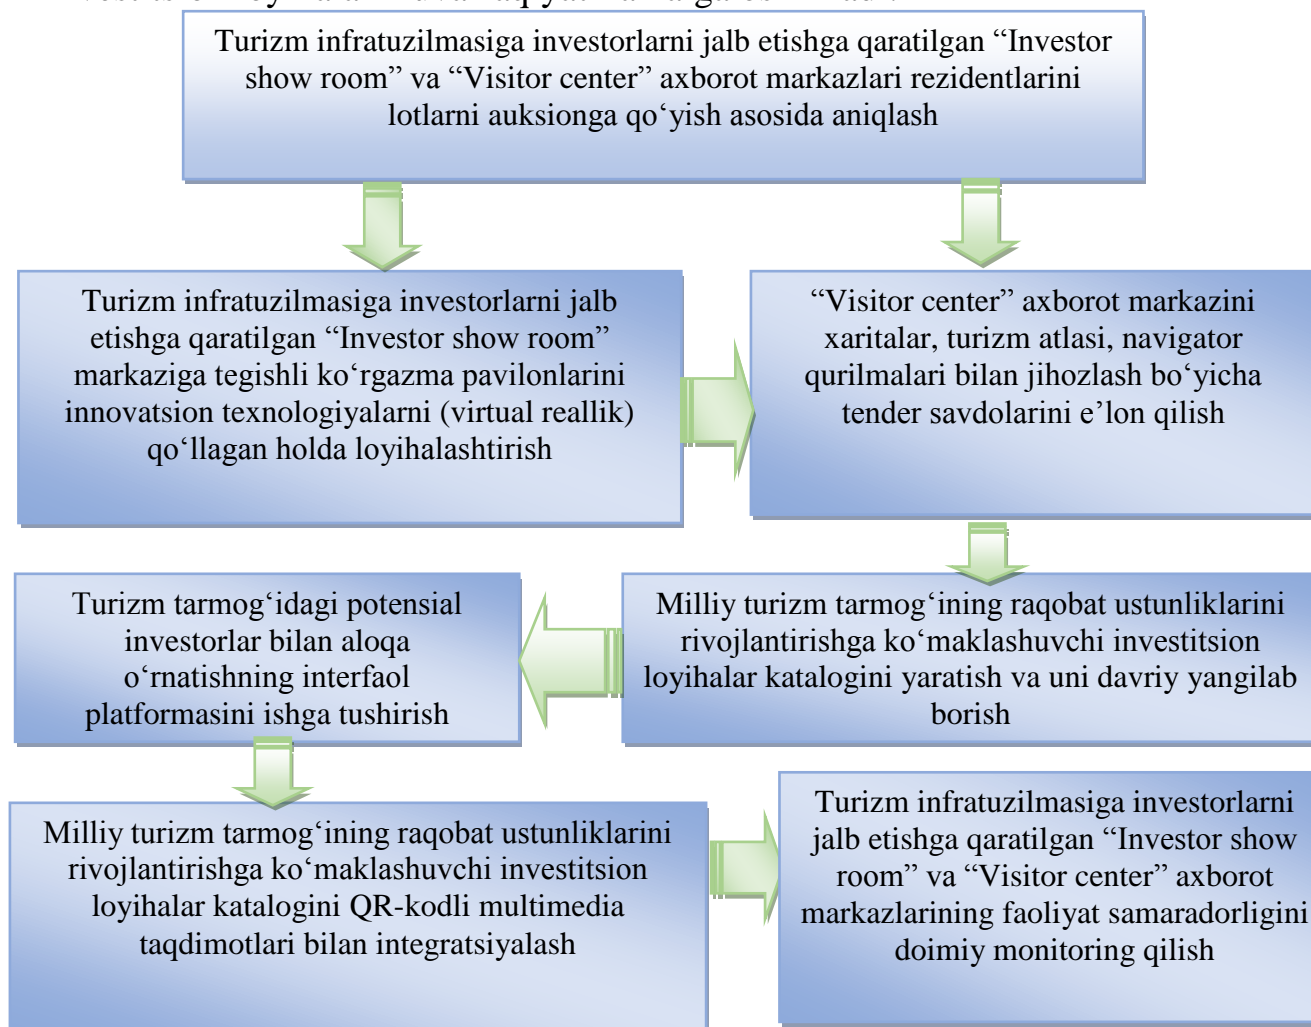 Turizm infratuzilmasiga investorlarni jalb etishga qaratilgan “Investor
show room” va “Visitor center” axborot markazlari rezidentlarini
lotlarni auksionga qo‘yish asosida aniqlash
Turizm infratuzilmasiga investorlarni jalb
etishga qaratilgan “Investor show room”
markaziga tegishli ko‘rgazma pavilonlarini
innovatsion texnologiyalarni (virtual reallik)
qo‘llagan holda loyihalashtirish
“Visitor center” axborot markazini
xaritalar, turizm atlasi, navigator
qurilmalari bilan jihozlash bo‘yicha
tender savdolarini e’lon qilish
Milliy turizm tarmog‘ining raqobat ustunliklarini
rivojlantirishga ko‘maklashuvchi investitsion
loyihalar katalogini yaratish va uni davriy yangilab
borish
Turizm tarmog‘idagi potensial
investorlar bilan aloqa
o‘rnatishning interfaol
platformasini ishga tushirish
Milliy turizm tarmog‘ining raqobat ustunliklarini
rivojlantirishga ko‘maklashuvchi investitsion
loyihalar katalogini QR-kodli multimedia
taqdimotlari bilan integratsiyalash
Turizm infratuzilmasiga investorlarni
jalb etishga qaratilgan “Investor show
room” va “Visitor center” axborot
markazlarining faoliyat samaradorligini
doimiy monitoring qilish